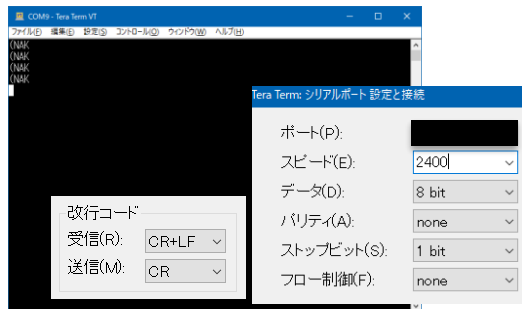 COM9 - Tera Term VT
ファイル(F) 編集(E) 設定(S) コントロール(O) ウィンドウ(W) ヘルプ(H)
(NAK
(NAK
(NAK
(NAK
Tera Term: シリアルポート 設定と接続
ポート(P):
スピード(E): 2400
データ(D): 8 bit
パリティ(A): none
ストップビット(S): 1 bit
フロー制御(F): none
改行コード
受信(R): CR+LF
送信(M): CR